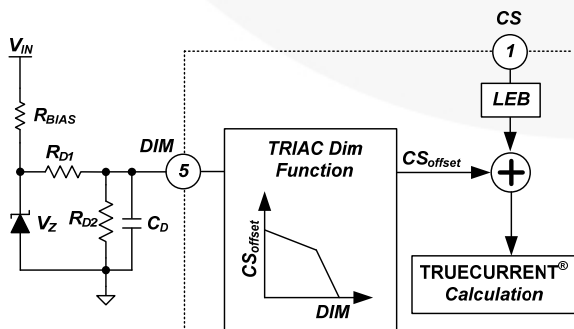 CS
1
V_IN
LEB
R_BIAS
R_D1
DIM
5
TRIAC Dim
Function
CS_offset
+
R_D2
C_D
V_Z
CS_offset
DIM
TRUECURRENT®
Calculation